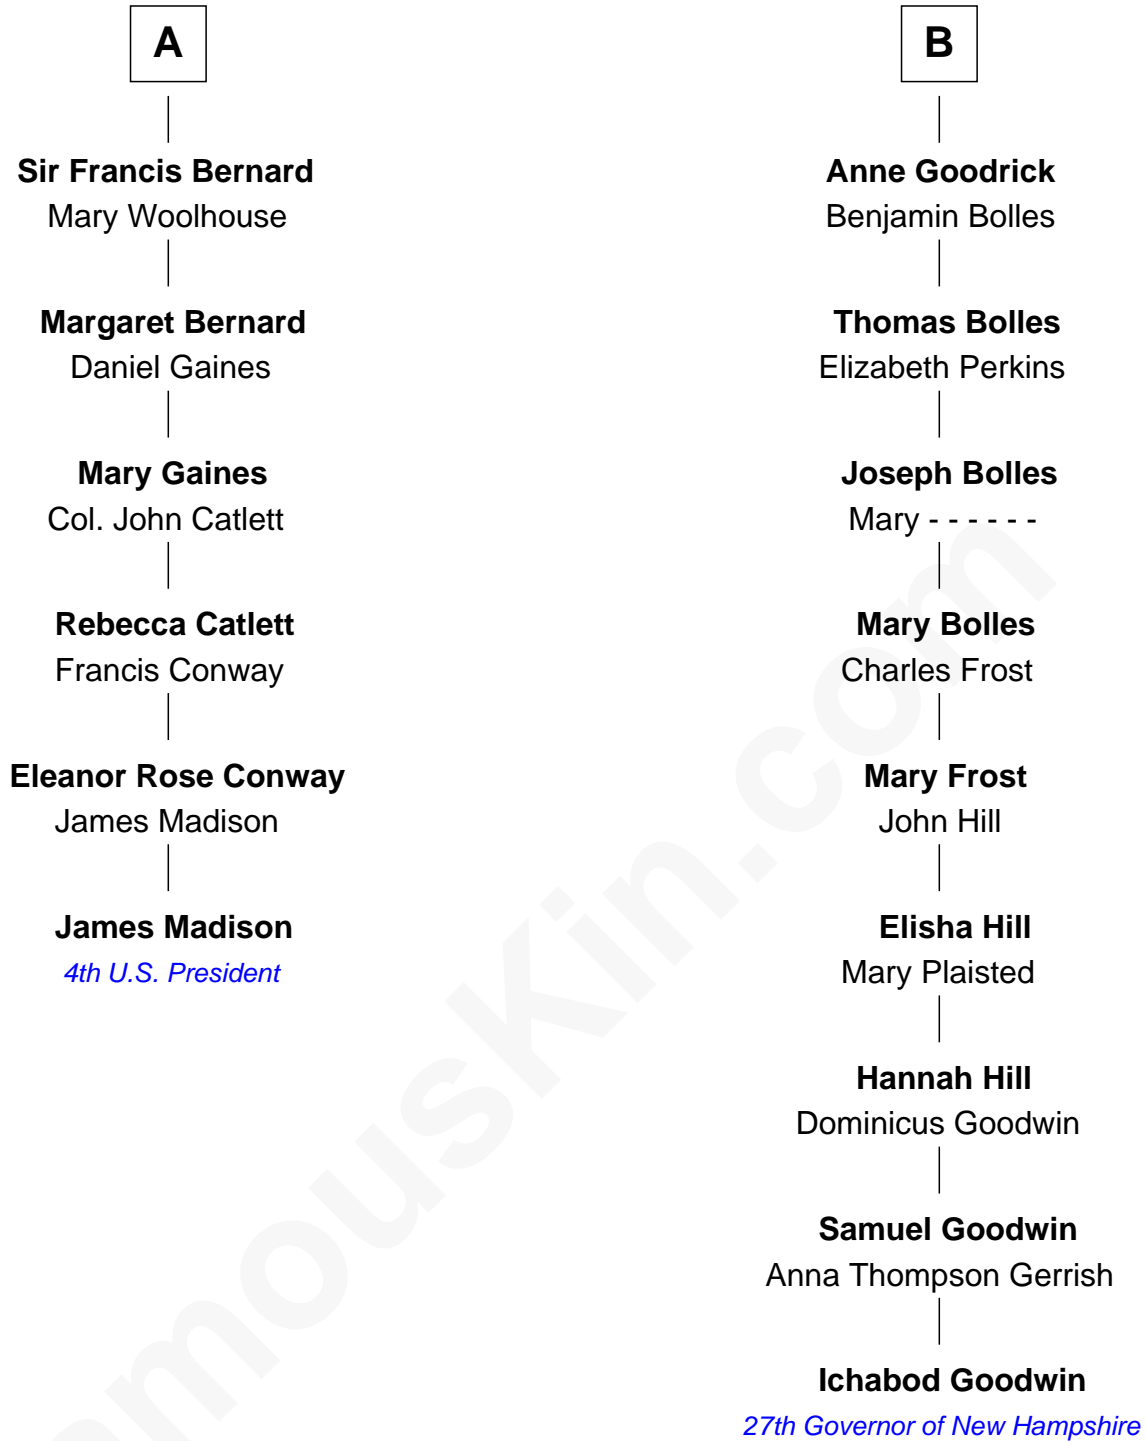 A
Sir Francis Bernard
Mary Woolhouse
Margaret Bernard
Daniel Gaines
Mary Gaines
Col. John Catlett
Rebecca Catlett
Francis Conway
Eleanor Rose Conway
James Madison
James Madison
4th U.S. President
B
Anne Goodrick
Benjamin Bolles
Thomas Bolles
Elizabeth Perkins
Joseph Bolles
Mary - - - - - -
Mary Bolles
Charles Frost
Mary Frost
John Hill
Elisha Hill
Mary Plaisted
Hannah Hill
Dominicus Goodwin
Samuel Goodwin
Anna Thompson Gerrish
Ichabod Goodwin
27th Governor of New Hampshire
amousKin.com